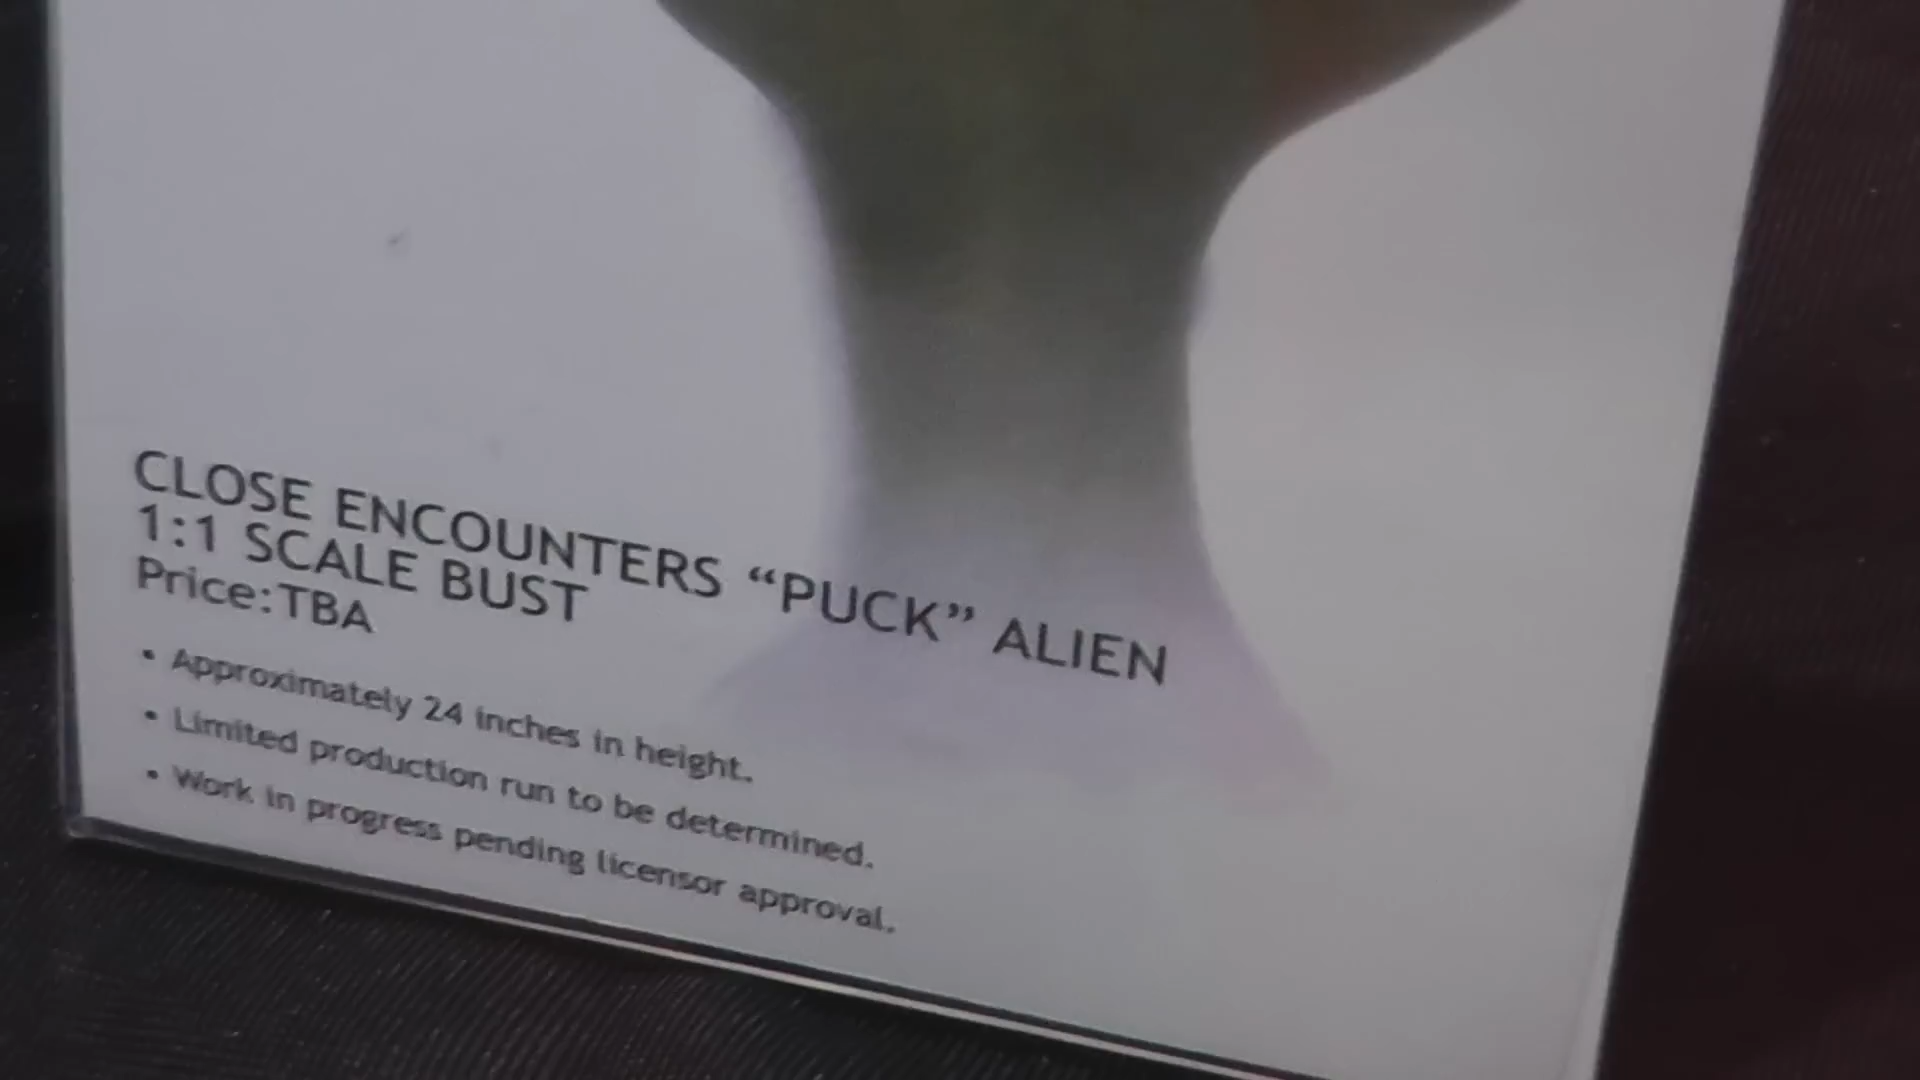 CLOSE ENCOUNTERS “PUCK” ALIEN
1:1 SCALE BUST
Price: TBA
• Approximately 24 inches in height.
• Limited production run to be determined.
• Work in progress pending licensor approval.